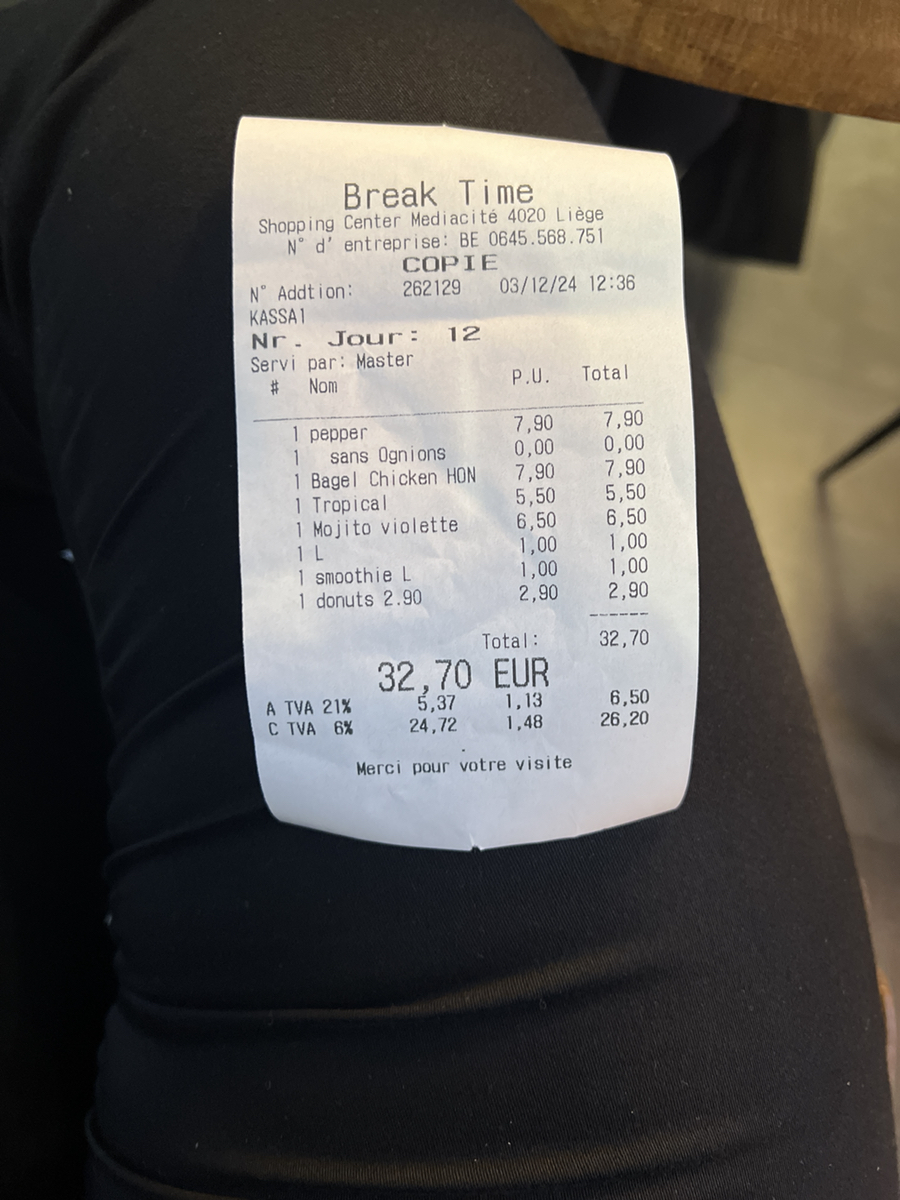 Break Time
Shopping Center Mediacité 4020 Liège
N° d' entreprise: BE 0645.568.751
COPIE
N° Addtion: 262129 03/12/24 12:36
KASSA1
Nr. Jour: 12
Servi par: Master
# Nom P.U. Total
1 pepper 7,90 7,90
1 sans Ognions 0,00 0,00
1 Bagel Chicken HON 7,90 7,90
1 Tropical 5,50 5,50
1 Mojito violette 6,50 6,50
1 L 1,00 1,00
1 smoothie L 1,00 1,00
1 donuts 2.90 2,90 2,90
------
Total: 32,70
32,70 EUR
A TVA 21% 5,37 1,13 6,50
C TVA 6% 24,72 1,48 26,20
.
Merci pour votre visite